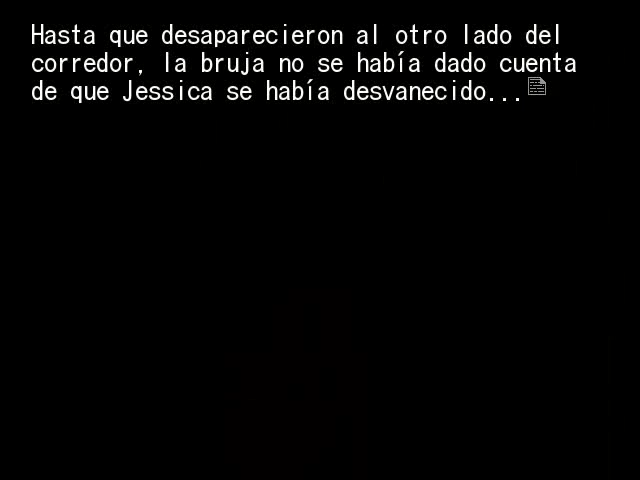 Hasta que desaparecieron al otro lado del
corredor, la bruja no se había dado cuenta
de que Jessica se había desvanecido...